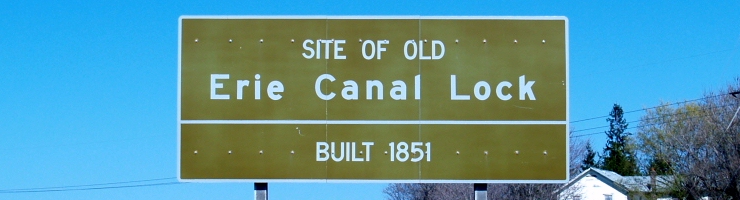 SITE OF OLD
Erie Canal Lock
BUILT 1851